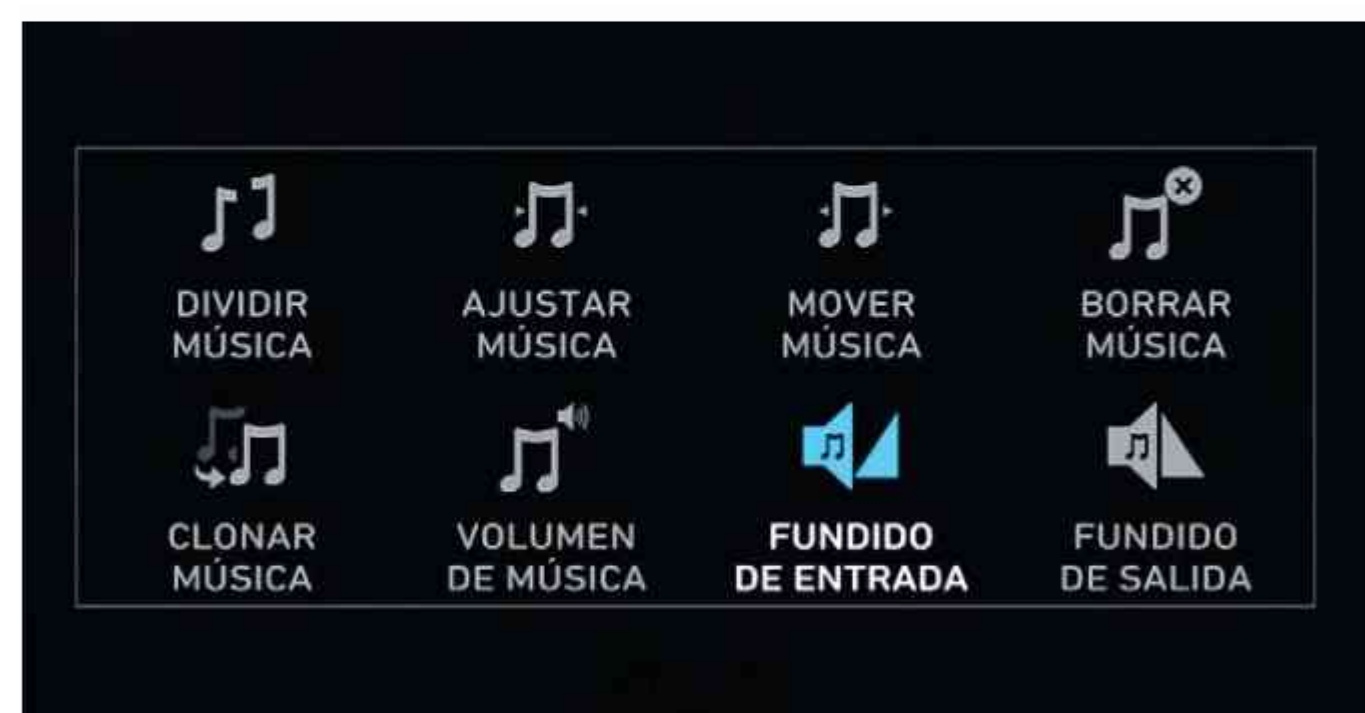 DIVIDIR
MÚSICA
AJUSTAR
MÚSICA
MOVER
MÚSICA
BORRAR
MÚSICA
CLONAR
MÚSICA
VOLUMEN
DE MÚSICA
FUNDIDO
DE ENTRADA
FUNDIDO
DE SALIDA